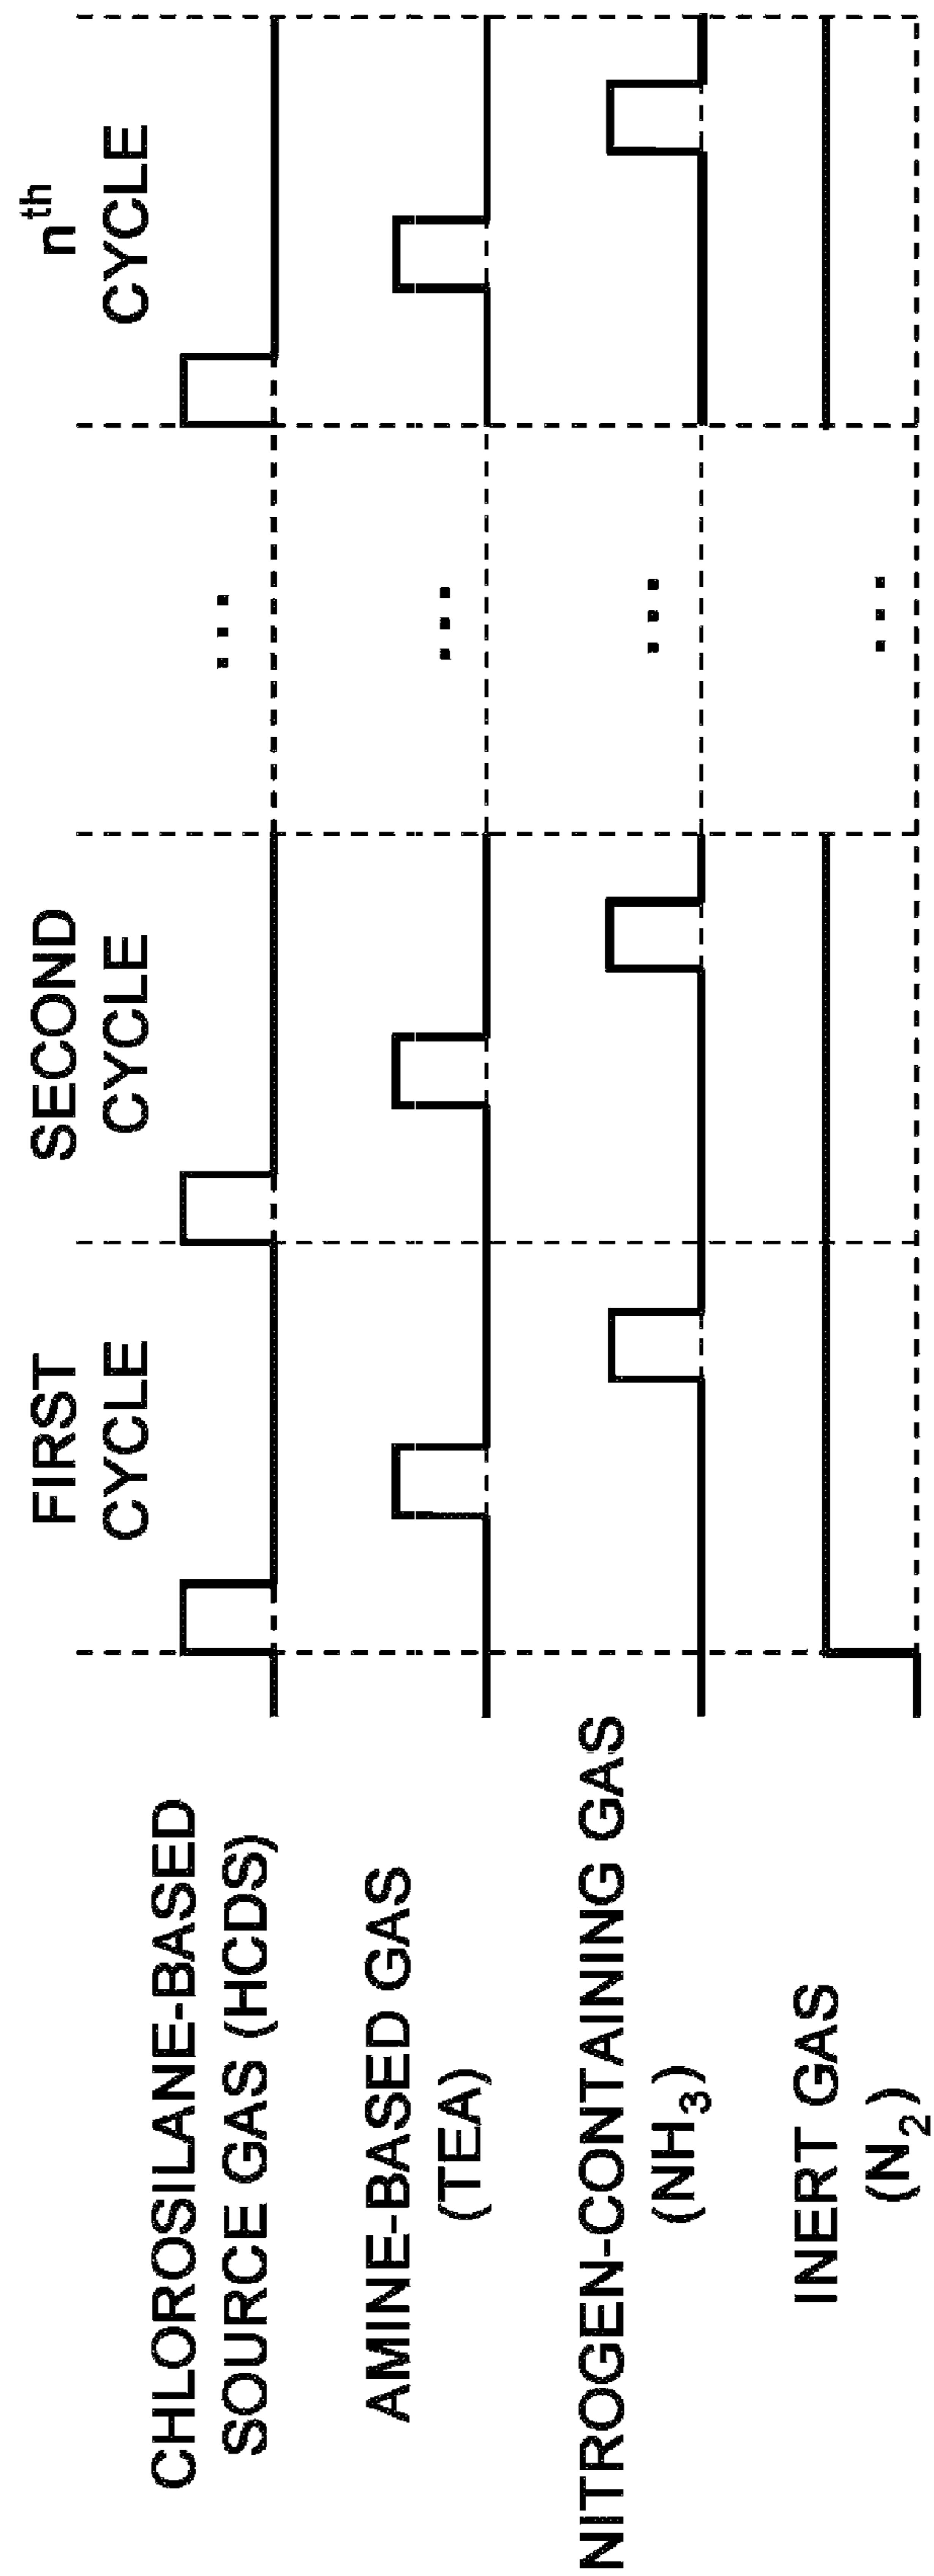 FIRST
CYCLE
SECOND
CYCLE
...
nth
CYCLE
CHLOROSILANE-BASED
SOURCE GAS (HCDS)
...
AMINE-BASED GAS
(TEA)
...
NITROGEN-CONTAINING GAS
(NH3)
...
INERT GAS
(N2)